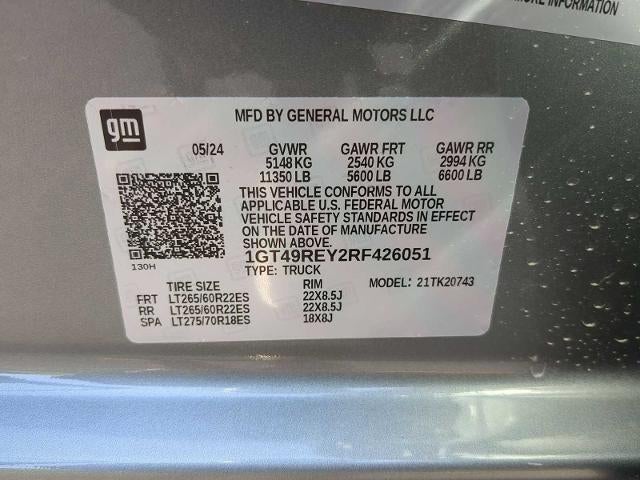 MORE INFORMATION
gm
MFD BY GENERAL MOTORS LLC
05/24 GVWR GAWR FRT GAWR RR
5148 KG 2540 KG 2994 KG
11350 LB 5600 LB 6600 LB
THIS VEHICLE CONFORMS TO ALL
APPLICABLE U.S. FEDERAL MOTOR
VEHICLE SAFETY STANDARDS IN EFFECT
ON THE DATE OF MANUFACTURE
SHOWN ABOVE.
130H
1GT49REY2RF426051
TYPE: TRUCK MODEL: 21TK20743
TIRE SIZE RIM
FRT LT265/60R22ES 22X8.5J
RR LT265/60R22ES 22X8.5J
SPA LT275/70R18ES 18X8J